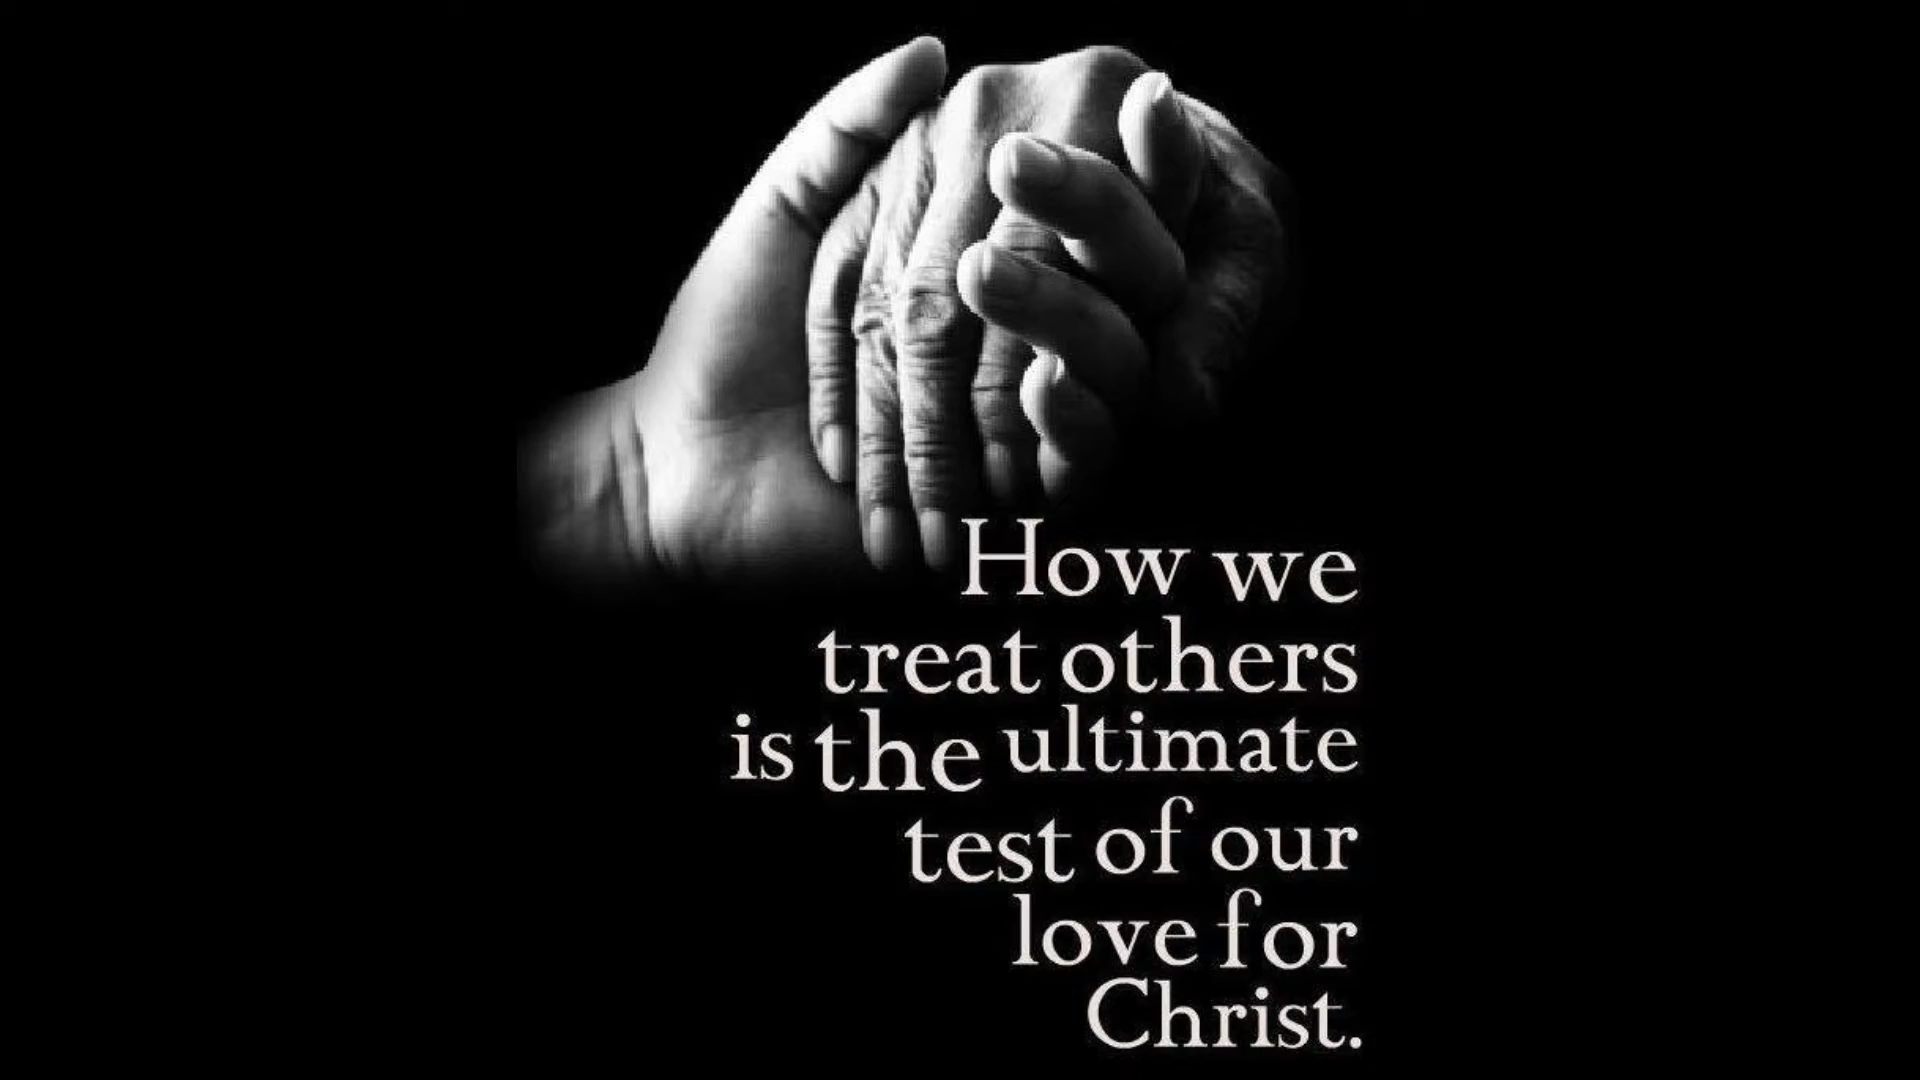 How we
treat others
is the ultimate
test of our
love for
Christ.